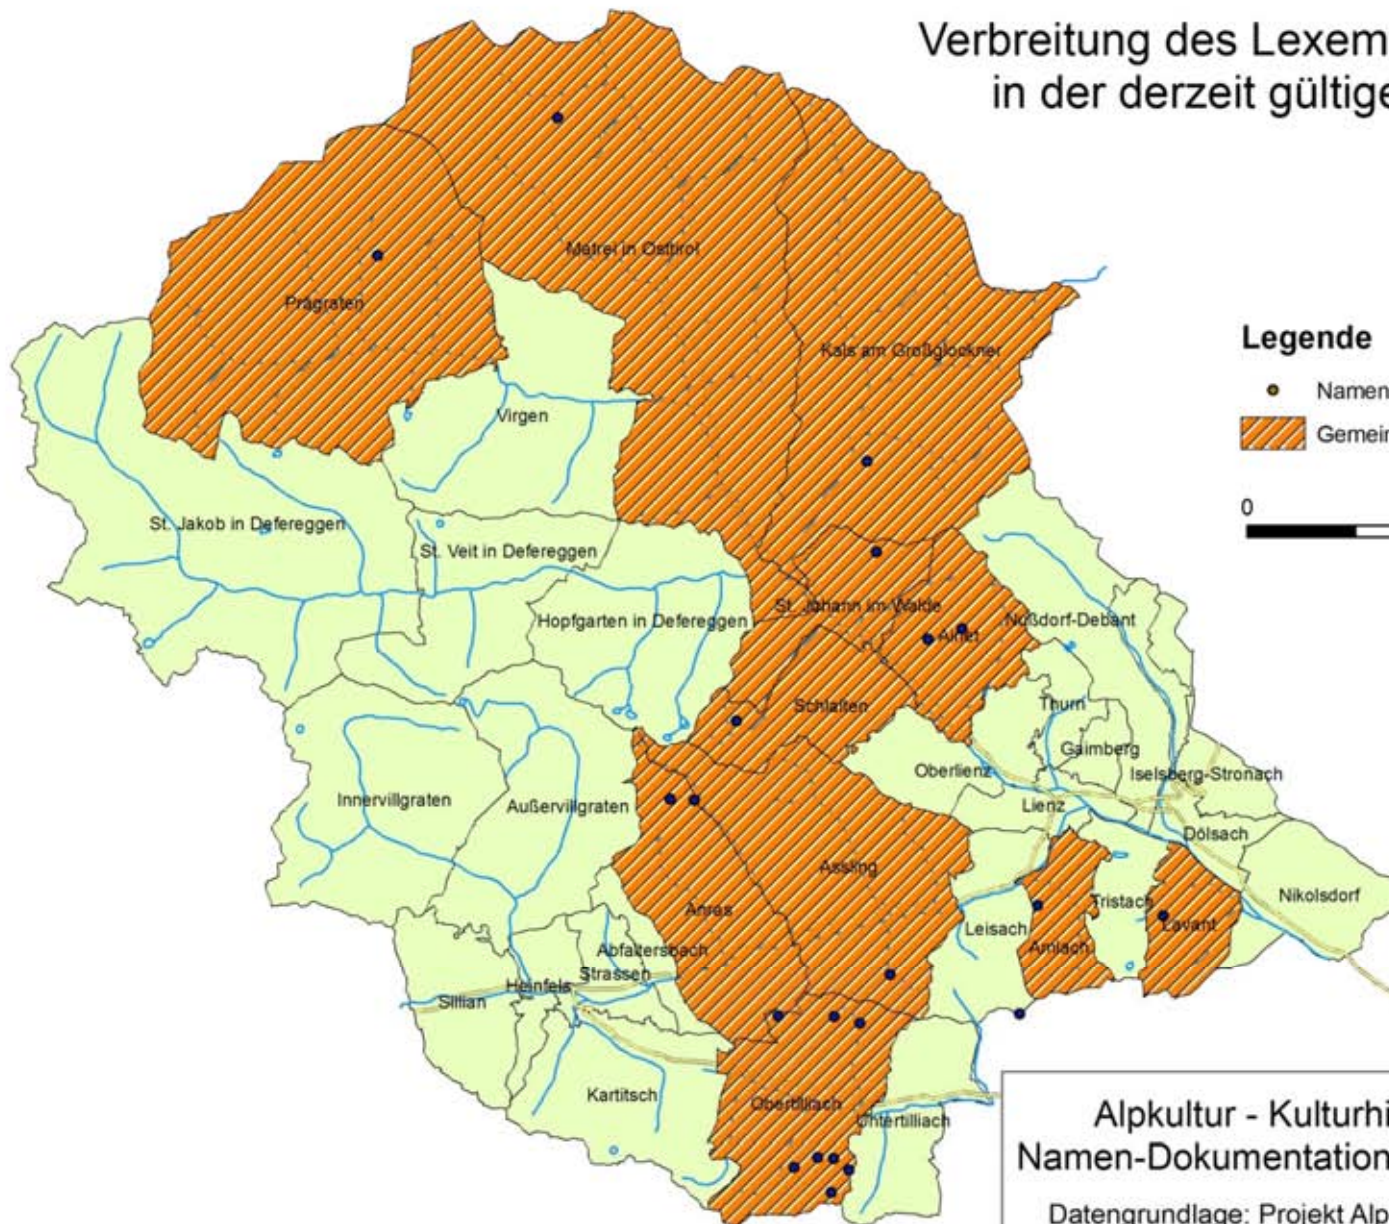 Verbreitung des Lexem
in der derzeit gültige
Matrei in Osttirol
Prägraten
Kals am Großglockner
Legende
Namen
Gemein
0
Virgen
St. Jakob in Defereggen
St. Veit in Defereggen
Hopfgarten in Defereggen
St. Johann im Walde
Ainet
Nußdorf-Debant
Schlaiten
Thurn
Gaimberg
Oberlienz
Iselsberg-Stronach
Lienz
Innervillgraten
Außervillgraten
Dölsach
Assling
Nikolsdorf
Anras
Tristach
Lavant
Leisach
Amlach
Abfaltersbach
Strassen
Heinfels
Sillian
Kartitsch
Obertilliach
Untertilliach
Alpkultur - Kulturhi
Namen-Dokumentation
Datengrundlage: Projekt Alp